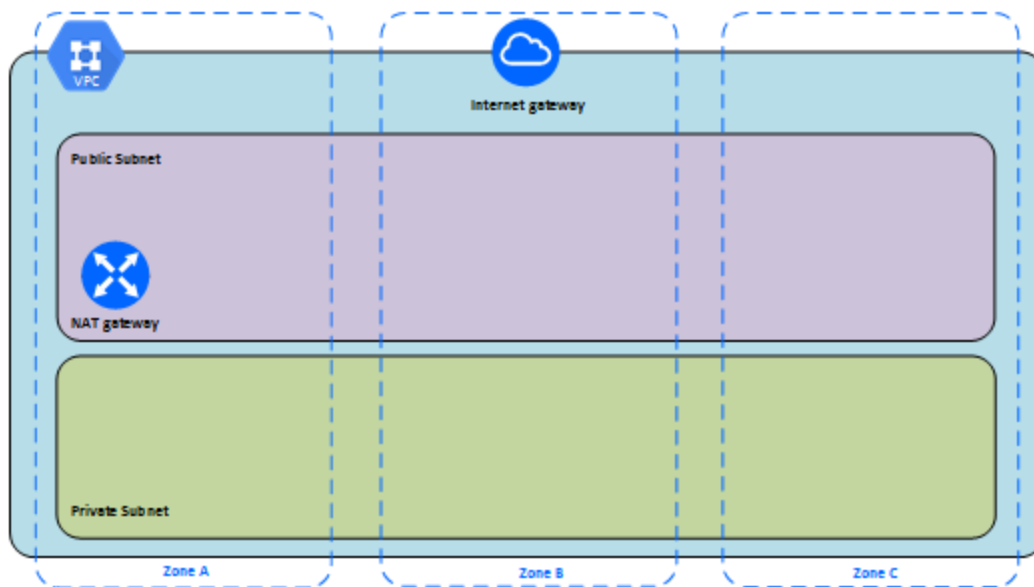 VPC
Internet gateway
Public Subnet
NAT gateway
Private Subnet
Zone A
Zone B
Zone C